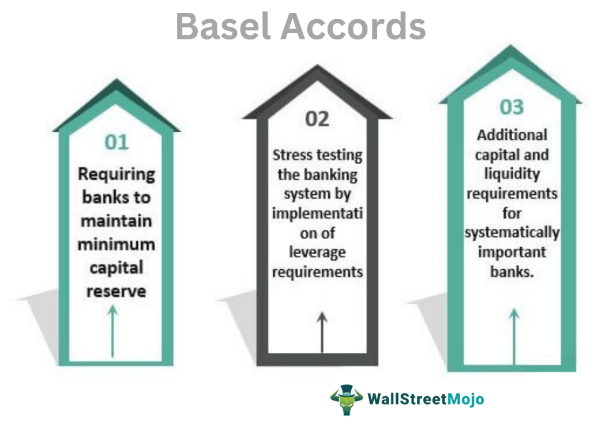 Basel Accords
01
Requiring
banks to
maintain
minimum
capital
reserve
02
Stress testing
the banking
system by
implementati
on of
leverage
requirements
03
Additional
capital and
liquidity
requirements
for
systematically
important
banks.
WallStreetMojo